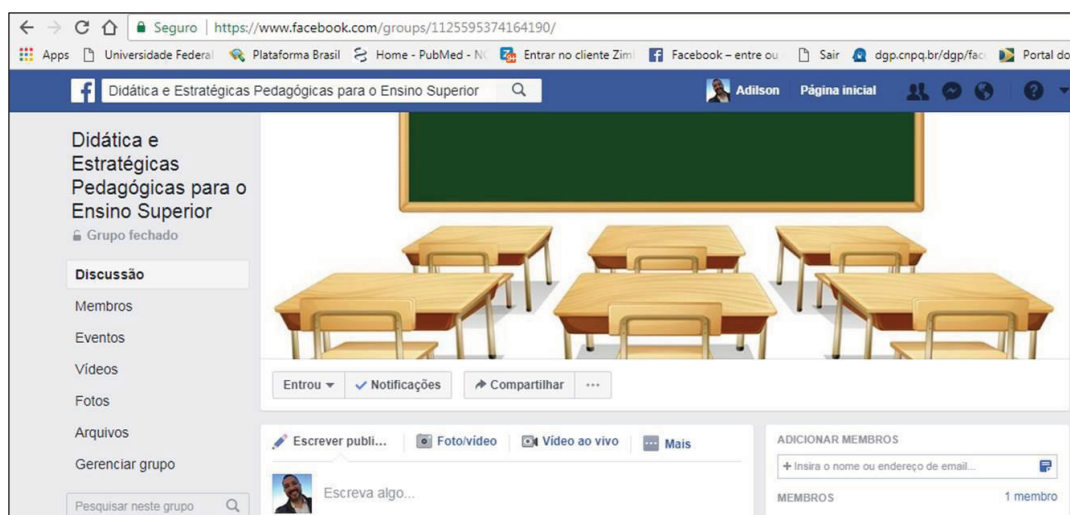 Seguro | https://www.facebook.com/groups/1125595374164190/
Apps Universidade Federal Plataforma Brasil Home - PubMed - NC Entrar no cliente Zim Facebook – entre ou Sair dgp.cnpq.br/dgp/fac Portal do
Didática e Estratégicas Pedagógicas para o Ensino Superior Adilson Página inicial
Didática e
Estratégicas
Pedagógicas para o
Ensino Superior
Grupo fechado
Discussão
Membros
Eventos
Vídeos
Fotos
Arquivos
Gerenciar grupo
Pesquisar neste grupo
Entrou Notificações Compartilhar ...
Escrever publi... Foto/vídeo Vídeo ao vivo Mais
Escreva algo...
ADICIONAR MEMBROS
+ Insira o nome ou endereço de email...
MEMBROS 1 membro